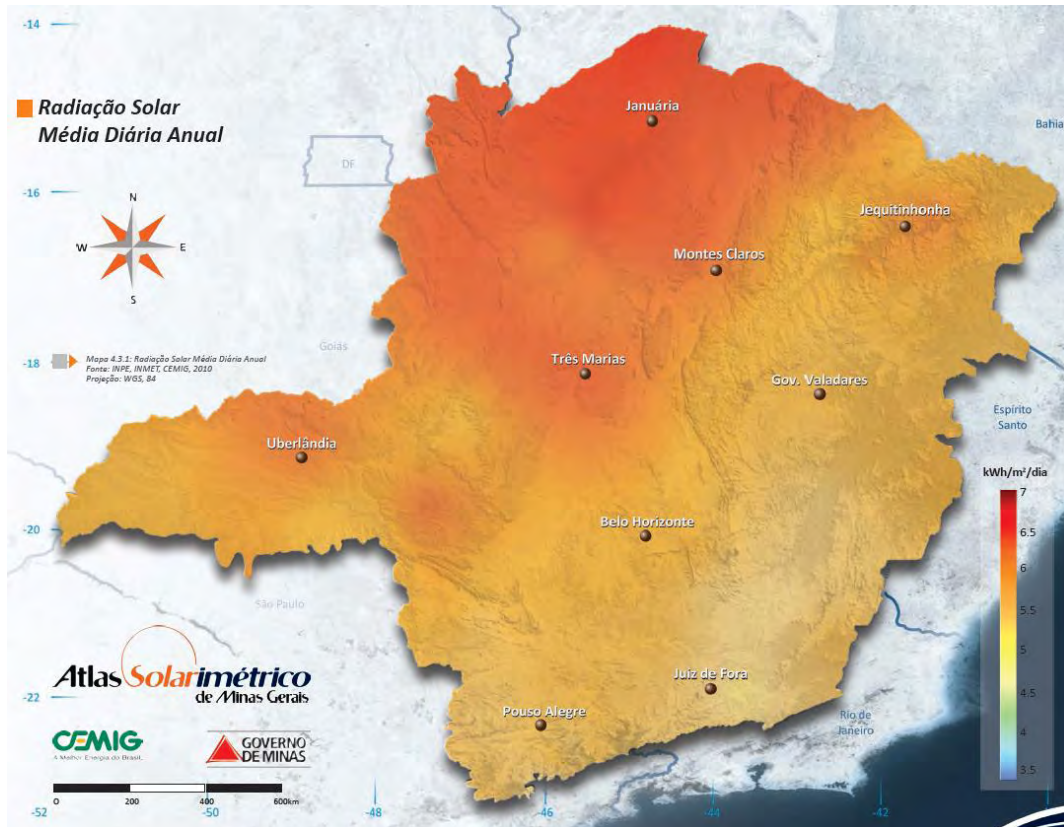 -14
Radiação Solar
Média Diária Anual
Januária
Bahia
DF
-16
N
W
E
S
Jequitinhonha
Montes Claros
Goiás
Mapa 4.3.1: Radiação Solar Média Diária Anual
Fonte: INPE, INMET, CEMIG, 2010
Projeção: WGS, 84
-18
Três Marias
Gov. Valadares
Espírito
Santo
Uberlândia
kWh/m²/dia
7
6.5
6
5.5
5
4.5
4
3.5
-20
Belo Horizonte
São Paulo
Atlas Solarimétrico
de Minas Gerais
-22
Juiz de Fora
Pouso Alegre
Rio de
Janeiro
CEMIG
A Melhor Energia do Brasil.
GOVERNO
DE MINAS
0
200
400
600km
-52
-50
-48
-46
-44
-42